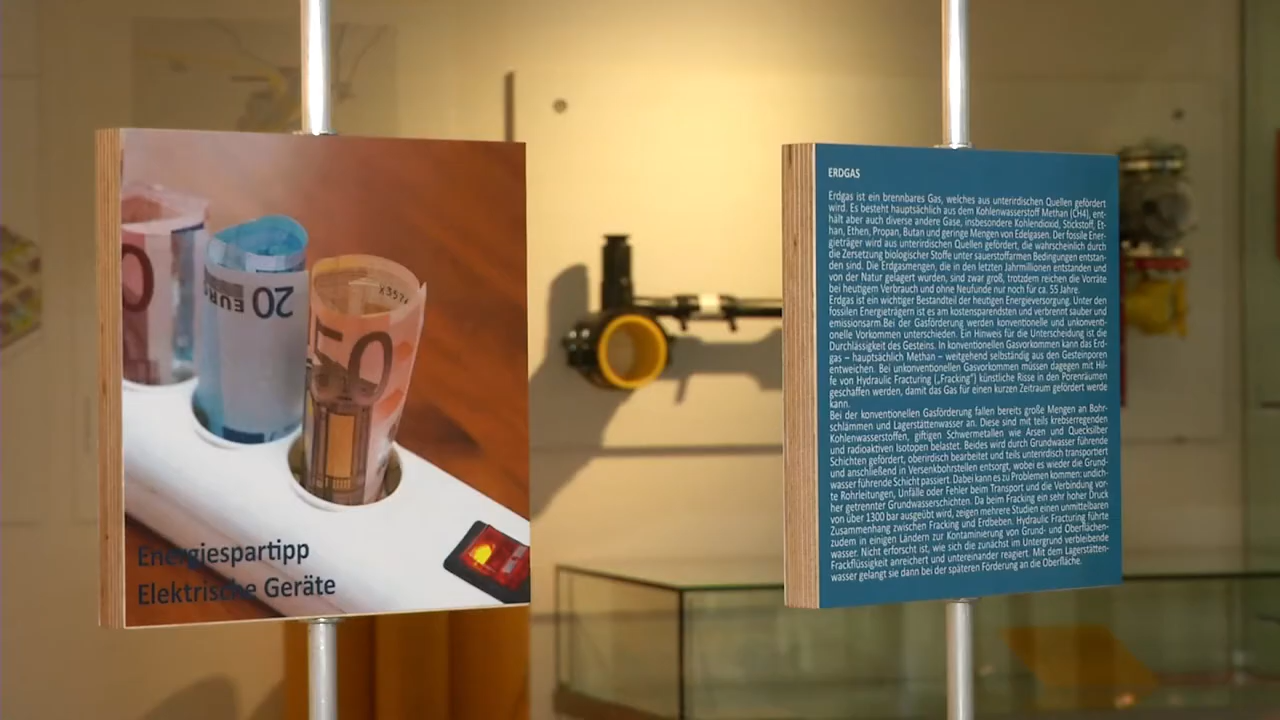 10
20
EURO
50
X357
Energiespartipp
Elektrische Geräte
ERDGAS
Erdgas ist ein brennbares Gas, welches aus unterirdischen Quellen gefördert
wird. Es besteht hauptsächlich aus dem Kohlenwasserstoff Methan (CH4), ent-
hält aber auch diverse andere Gase, insbesondere Kohlendioxid, Stickstoff, Et-
han, Ethen, Propan, Butan und geringe Mengen von Edelgasen. Der fossile Ener-
gieträger wird aus unterirdischen Quellen gefördert, die wahrscheinlich durch
die Zersetzung biologischer Stoffe unter sauerstoffarmen Bedingungen entstan-
den sind. Die Erdgasmengen, die in den letzten Jahrmillionen entstanden und
von der Natur gelagert wurden, sind zwar groß, trotzdem reichen die Vorräte
bei heutigem Verbrauch und ohne Neufunde nur noch für ca. 55 Jahre.
Erdgas ist ein wichtiger Bestandteil der heutigen Energieversorgung. Unter den
fossilen Energieträgern ist es am kostensparendsten und verbrennt sauber und
emissionsarm. Bei der Gasförderung werden konventionelle und unkonventi-
onelle Vorkommen unterschieden. Ein Hinweis für die Unterscheidung ist die
Durchlässigkeit des Gesteins. In konventionellen Gasvorkommen kann das Erd-
gas – hauptsächlich Methan – weitgehend selbständig aus den Gesteinporen
entweichen. Bei unkonventionellen Gasvorkommen müssen dagegen mit Hil-
fe von Hydraulic Fracturing („Fracking“) künstliche Risse in den Porenräumen
geschaffen werden, damit das Gas für einen kurzen Zeitraum gefördert werde
kann.
Bei der konventionellen Gasförderung fallen bereits große Mengen an Bohr-
schlämmen und Lagerstättenwasser an. Diese sind mit teils krebserregenden
Kohlenwasserstoffen, giftigen Schwermetallen wie Arsen und Quecksilber
und radioaktiven Isotopen belastet. Beides wird durch Grundwasser führende
Schichten gefördert, oberirdisch bearbeitet und teils unterirdisch transportiert
und anschließend in Versenkbohrsteilen entsorgt, wobei es wieder die Grund-
wasser führende Schicht passiert. Dabei kann es zu Problemen kommen: undich-
te Rohrleitungen, Unfälle oder Fehler beim Transport und die Verbindung vor-
her getrennter Grundwasserschichten. Da beim Fracking ein sehr hoher Druck
von über 1300 bar ausgeübt wird, zeigen mehrere Studien einen unmittelbaren
Zusammenhang zwischen Fracking und Erdbeben. Hydraulic Fracturing führte
zudem in einigen Ländern zur Kontaminierung von Grund- und Oberflächen-
wasser. Nicht erforscht ist, wie sich die zunächst im Untergrund verbleibende
Frackflüssigkeit anreichert und untereinander reagiert. Mit dem Lagerstätten-
wasser gelangt sie dann bei der späteren Förderung an die Oberfläche.